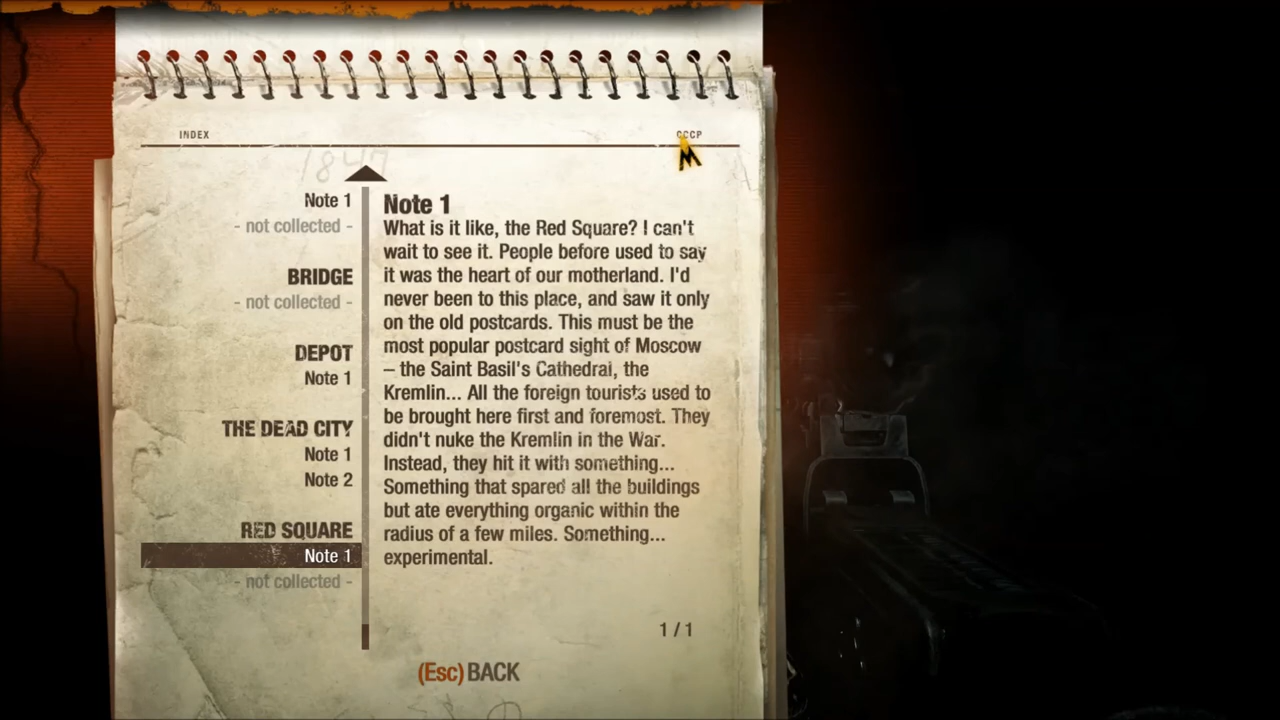 INDEX
CCCP
1847
Note 1
- not collected -
BRIDGE
- not collected -
DEPOT
Note 1
THE DEAD CITY
Note 1
Note 2
RED SQUARE
Note 1
- not collected -
Note 1
What is it like, the Red Square? I can't
wait to see it. People before used to say
it was the heart of our motherland. I'd
never been to this place, and saw it only
on the old postcards. This must be the
most popular postcard sight of Moscow
– the Saint Basil's Cathedral, the
Kremlin... All the foreign tourists used to
be brought here first and foremost. They
didn't nuke the Kremlin in the War.
Instead, they hit it with something...
Something that spared all the buildings
but ate everything organic within the
radius of a few miles. Something...
experimental.
1 / 1
(Esc) BACK